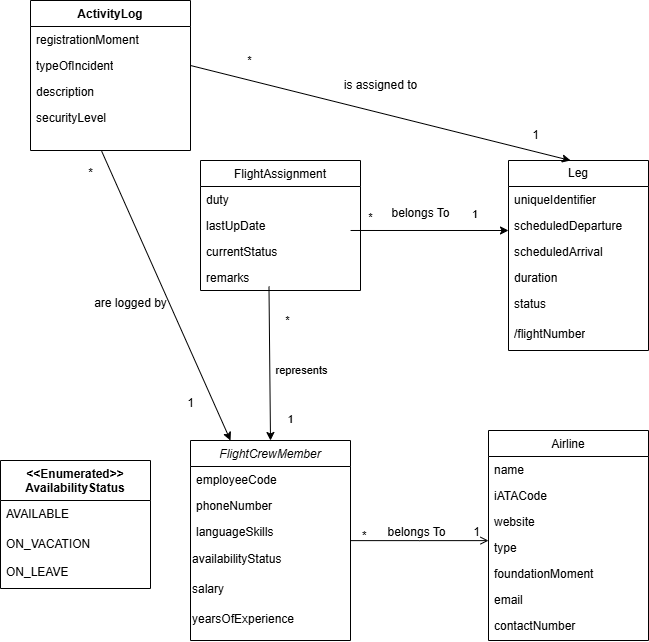 ActivityLog
registrationMoment
typeOfIncident
description
securityLevel
*
is assigned to
1
*
FlightAssignment
duty
lastUpDate
currentStatus
remarks
*
belongs To
1
Leg
uniqueIdentifier
scheduledDeparture
scheduledArrival
duration
status
/flightNumber
are logged by
1
*
represents
1
FlightCrewMember
employeeCode
phoneNumber
languageSkills
availabilityStatus
salary
yearsOfExperience
*
belongs To
1
Airline
name
iATACode
website
type
foundationMoment
email
contactNumber
<<Enumerated>>
AvailabilityStatus
AVAILABLE
ON_VACATION
ON_LEAVE